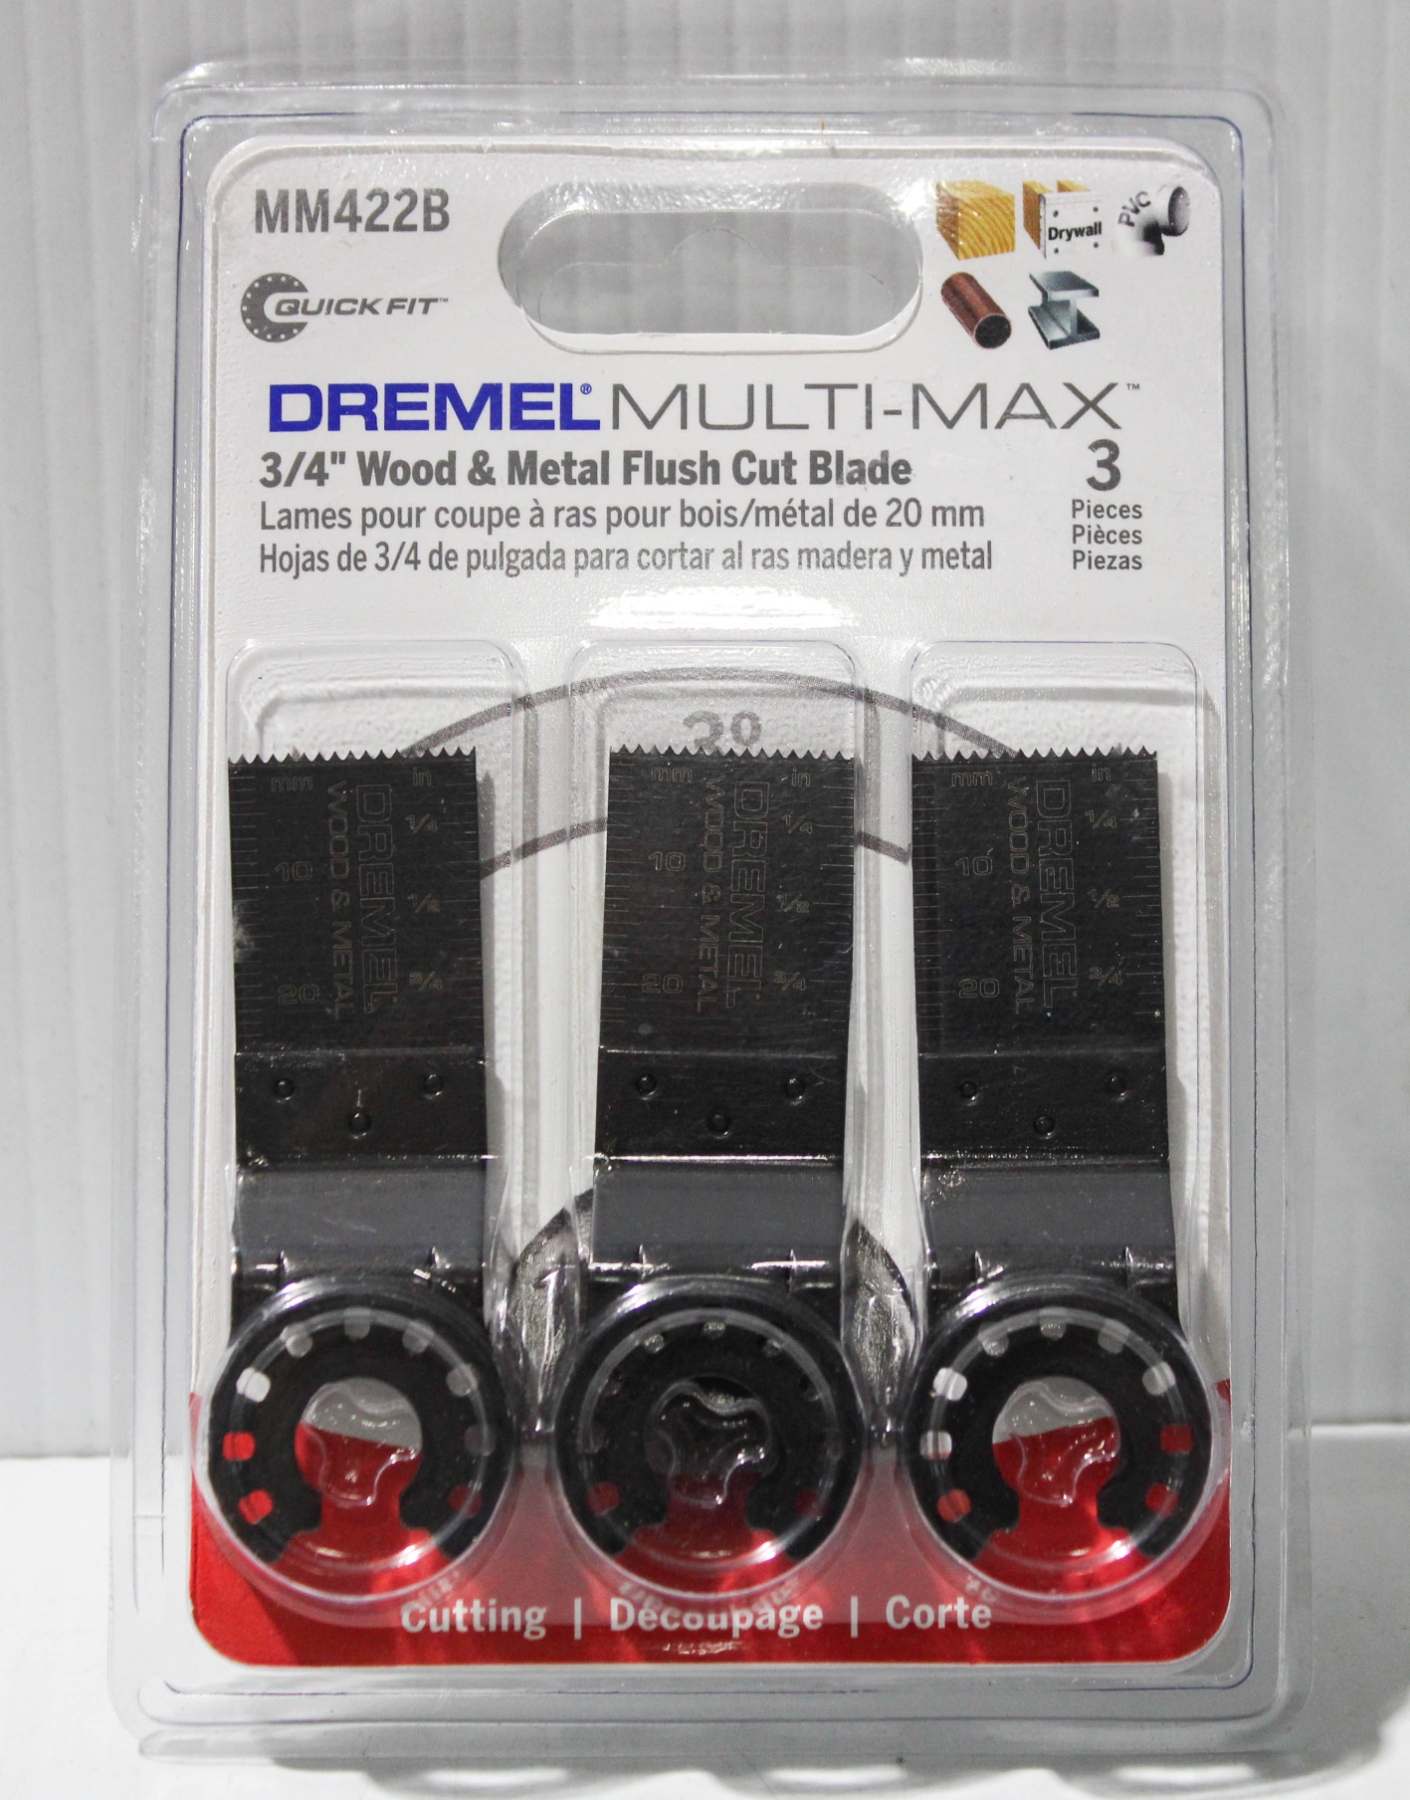 MM422B
QUICK FIT™
Drywall
PVC
DREMEL® MULTI-MAX™
3/4" Wood & Metal Flush Cut Blade
Lames pour coupe à ras pour bois/métal de 20 mm
Hojas de 3/4 de pulgada para cortar al ras madera y metal
3
Pieces
Pièces
Piezas
mm in
1/4
10
1/2
20
3/4
DREMEL
WOOD & METAL
mm in
1/4
10
1/2
20
3/4
DREMEL
WOOD & METAL
mm in
1/4
10
1/2
20
3/4
DREMEL
WOOD & METAL
Cutting | Découpage | Corte